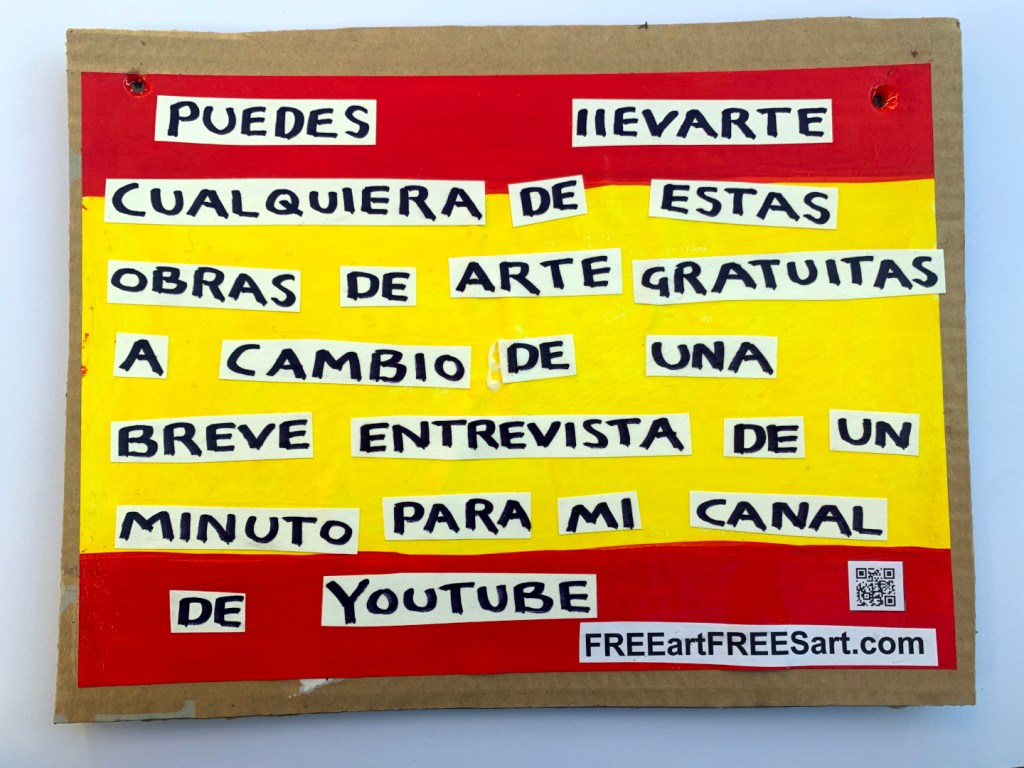 PUEDES llEVARTE
CUALQUIERA DE ESTAS
OBRAS DE ARTE GRATUITAS
A CAMBIO DE UNA
BREVE ENTREVISTA DE UN
MINUTO PARA MI CANAL
DE YOUTUBE
FREEartFREESart.com